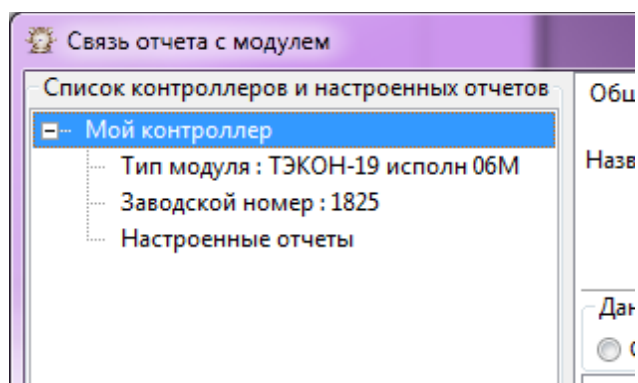 Связь отчета с модулем
Список контроллеров и настроенных отчетов
Мой контроллер
Тип модуля : ТЭКОН-19 исполн 06М
Заводской номер : 1825
Настроенные отчеты